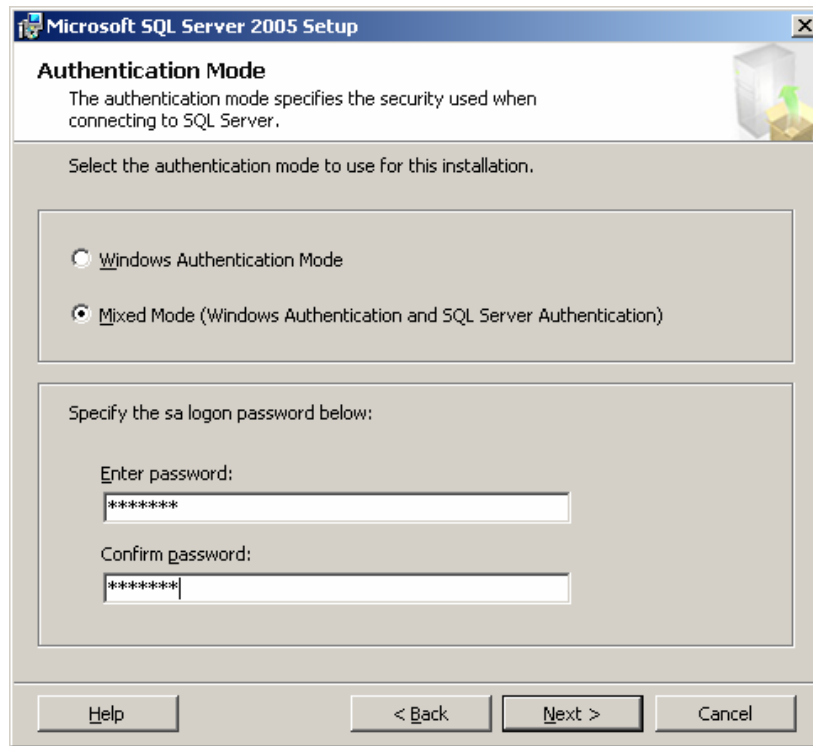 Microsoft SQL Server 2005 Setup
Authentication Mode
The authentication mode specifies the security used when
connecting to SQL Server.
Select the authentication mode to use for this installation.
Windows Authentication Mode
Mixed Mode (Windows Authentication and SQL Server Authentication)
Specify the sa logon password below:
Enter password:
*******
Confirm password:
*******
Help
< Back
Next >
Cancel